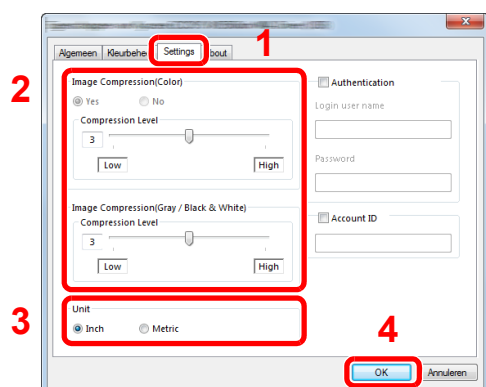 1
Algemeen Kleurbehee Settings bout
2
Image Compression(Color)
Yes No
Compression Level
3
Low High
Image Compression(Gray / Black & White)
Compression Level
3
Low High
Authentication
Login user name
Password
Account ID
3
Unit
Inch Metric
4
OK Annuleren